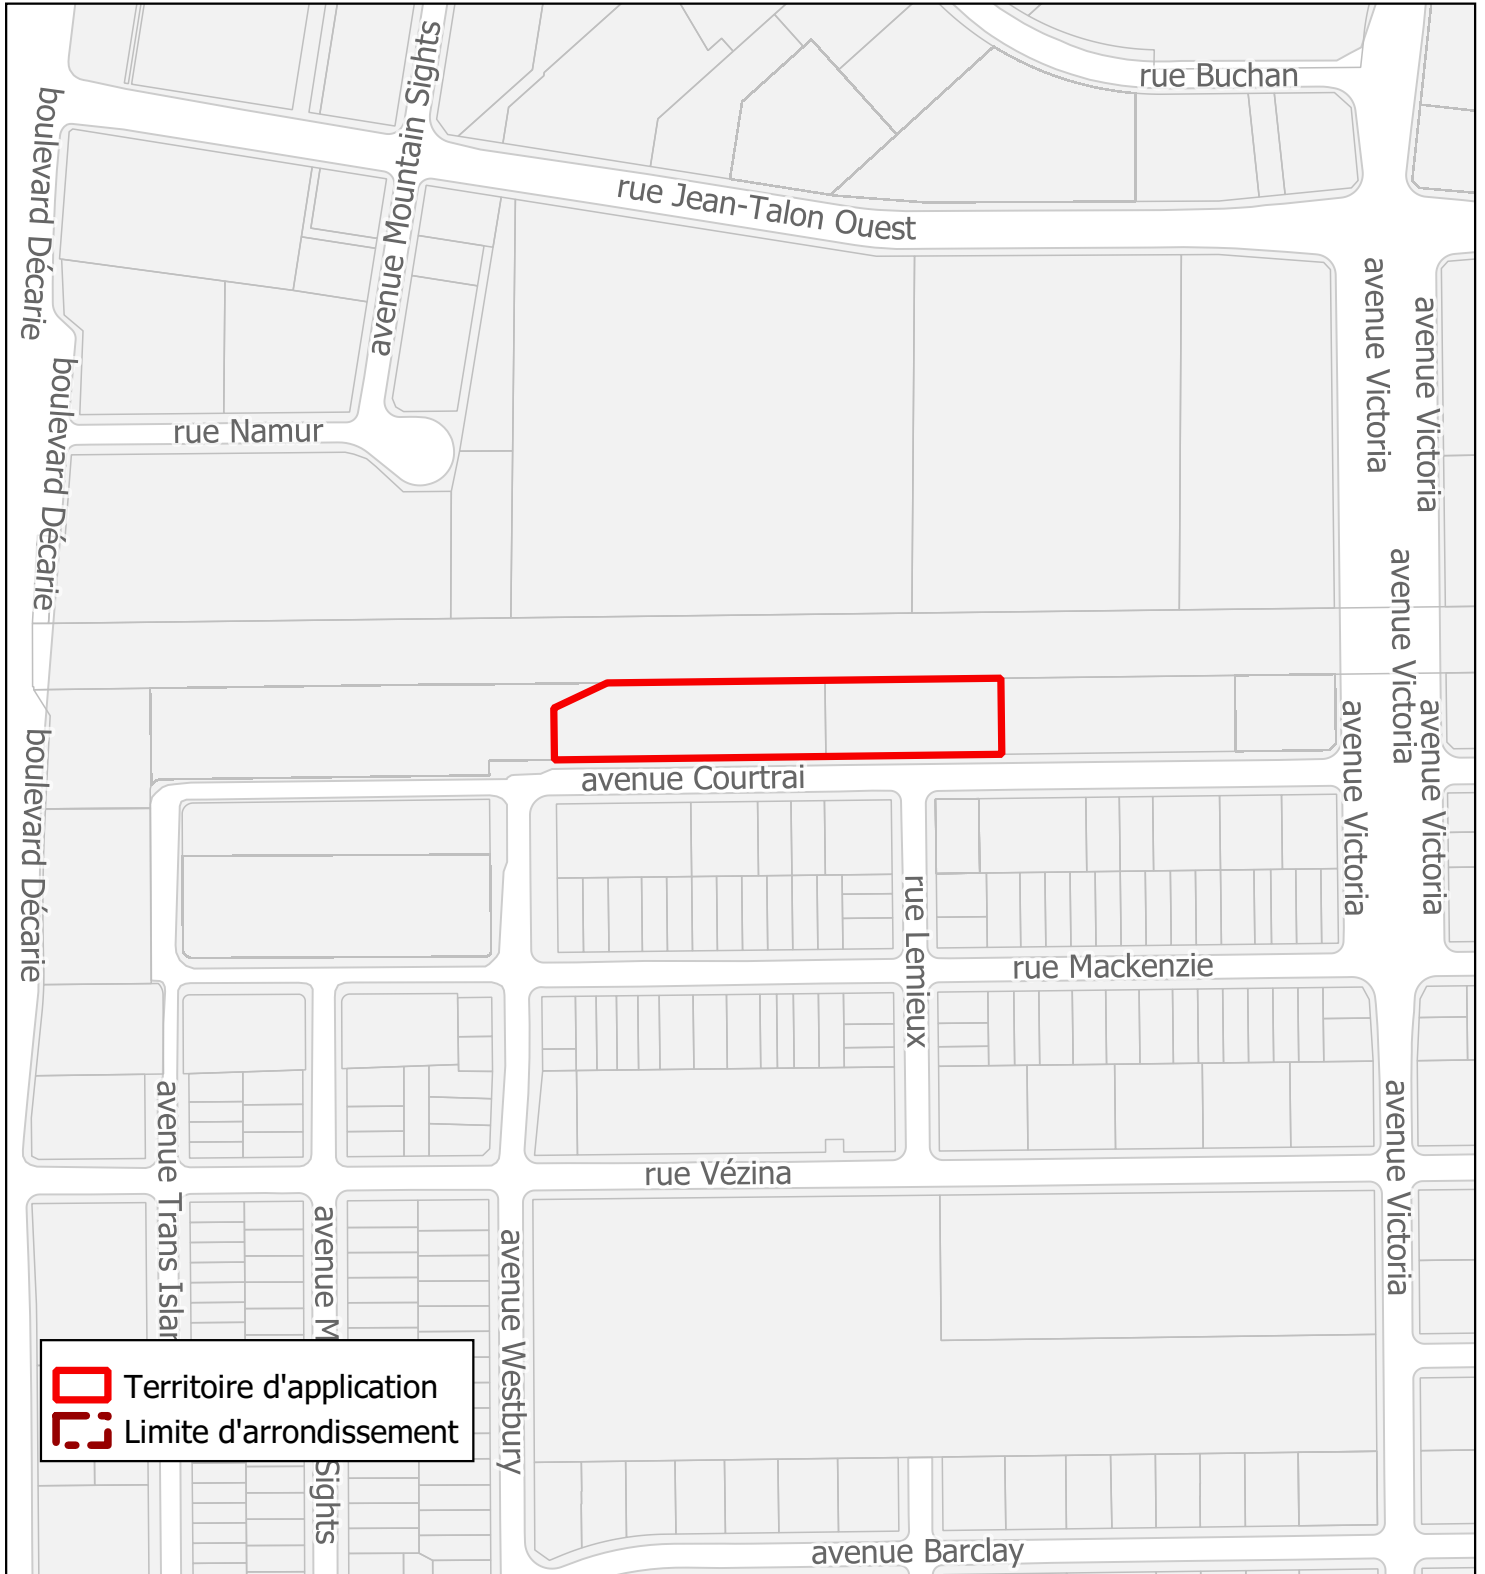 rue Buchan
avenue Mountain Sights
boulevard Décarie
rue Jean-Talon Ouest
avenue Victoria
avenue Victoria
boulevard Décarie
rue Namur
avenue Victoria
avenue Victoria
avenue Victoria
boulevard Décarie
avenue Courtrai
rue Lemieux
rue Mackenzie
avenue Trans Islan
avenue Victoria
rue Vézina
avenue M
Sights
avenue Westbury
Territoire d'application
Limite d'arrondissement
avenue Barclay